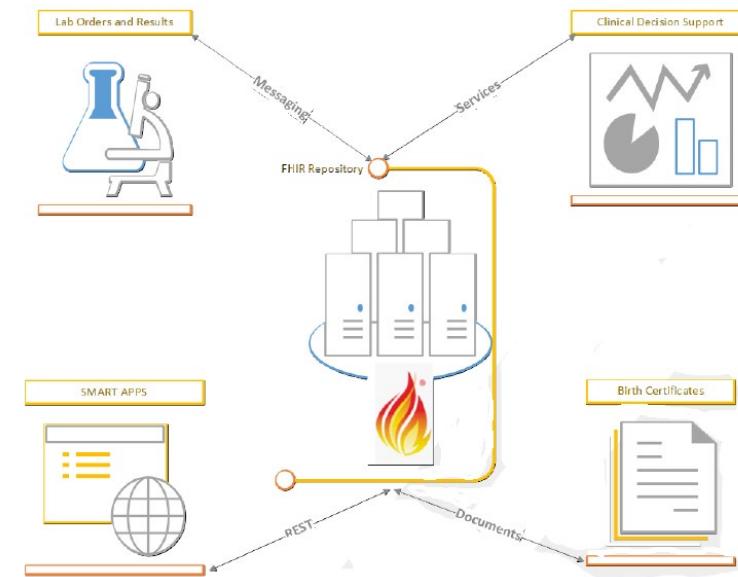 Lab Orders and Results
Clinical Decision Support
Messaging
Services
FHIR Repository
SMART APPS
Birth Certificates
REST
Documents